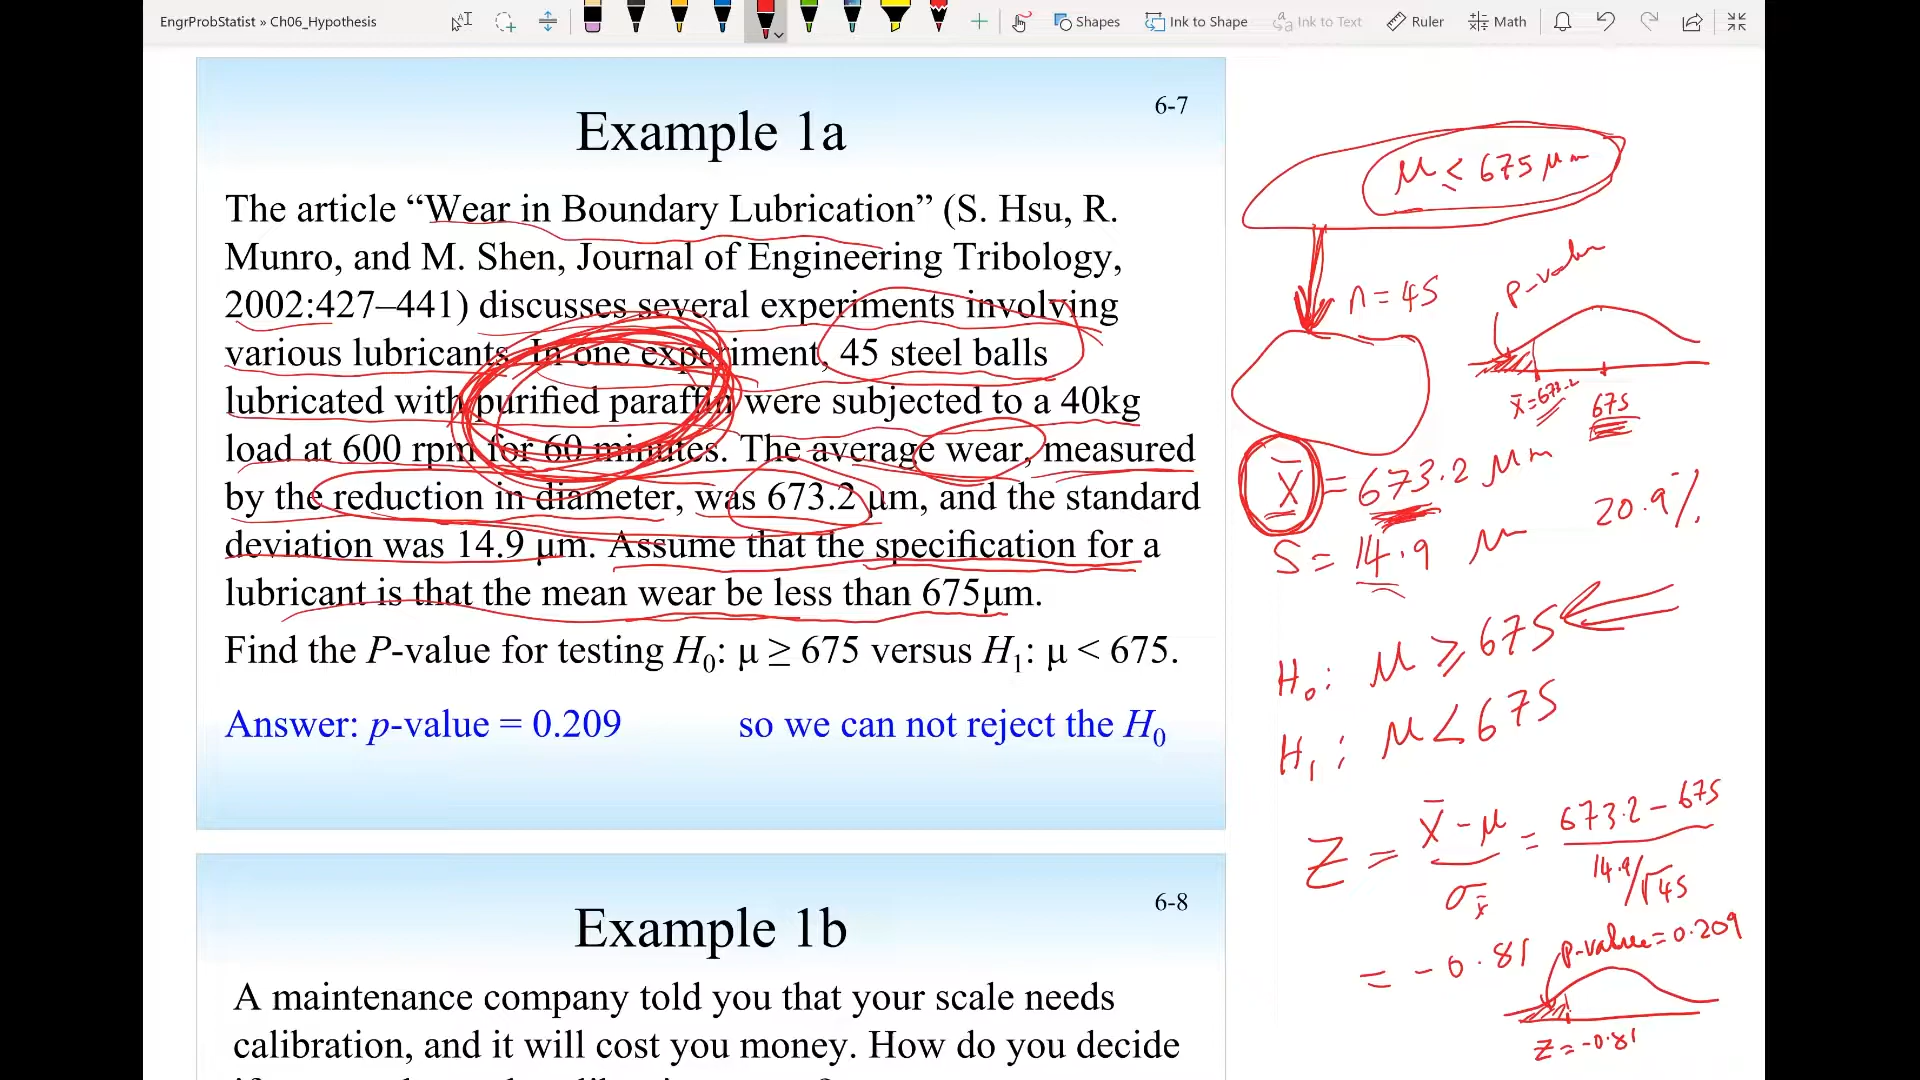 EngrProbStatist » Ch06_Hypothesis
Shapes
Ink to Shape
Ink to Text
Ruler
Math
6-7
Example 1a
The article “Wear in Boundary Lubrication” (S. Hsu, R.
Munro, and M. Shen, Journal of Engineering Tribology,
2002:427–441) discusses several experiments involving
various lubricants. In one experiment, 45 steel balls
lubricated with purified paraffin were subjected to a 40kg
load at 600 rpm for 60 minutes. The average wear, measured
by the reduction in diameter, was 673.2 μm, and the standard
deviation was 14.9 μm. Assume that the specification for a
lubricant is that the mean wear be less than 675μm.
Find the P-value for testing H₀: μ ≥ 675 versus H₁: μ < 675.
Answer: p-value = 0.209 so we can not reject the H₀
μ ≤ 675 μm
n = 45
p-value
x̄ = 673.2
675
x̄ = 673.2 μm
20.9%
S = 14.9 μm
H₀: μ ≥ 675
H₁: μ < 675
Z = (x̄ - μ)/σx̄ = (673.2 - 675)/(14.9/√45)
= -0.81
p-value = 0.209
Z = -0.81
6-8
Example 1b
A maintenance company told you that your scale needs
calibration, and it will cost you money. How do you decide